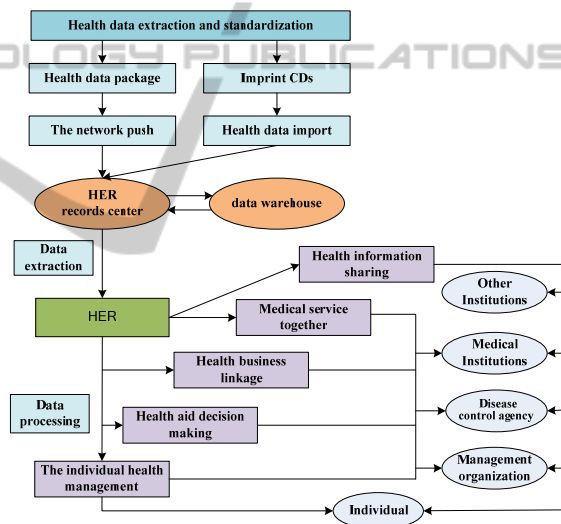 Health data extraction and standardization
OLOGY PUBLICATIONS
Health data package
Imprint CDs
The network push
Health data import
HER
records center
data warehouse
Data
extraction
Health information
sharing
Other
Institutions
HER
Medical service
together
Medical
Institutions
Health business
linkage
Data
processing
Health aid decision
making
Disease
control agency
The individual health
management
Management
organization
Individual